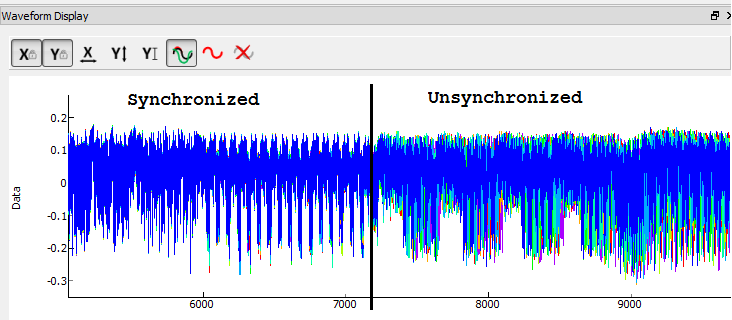 Waveform Display
X Y X Y Y
Synchronized Unsynchronized
0.2
0.1
0
-0.1
-0.2
-0.3
Data
6000 7000 8000 9000